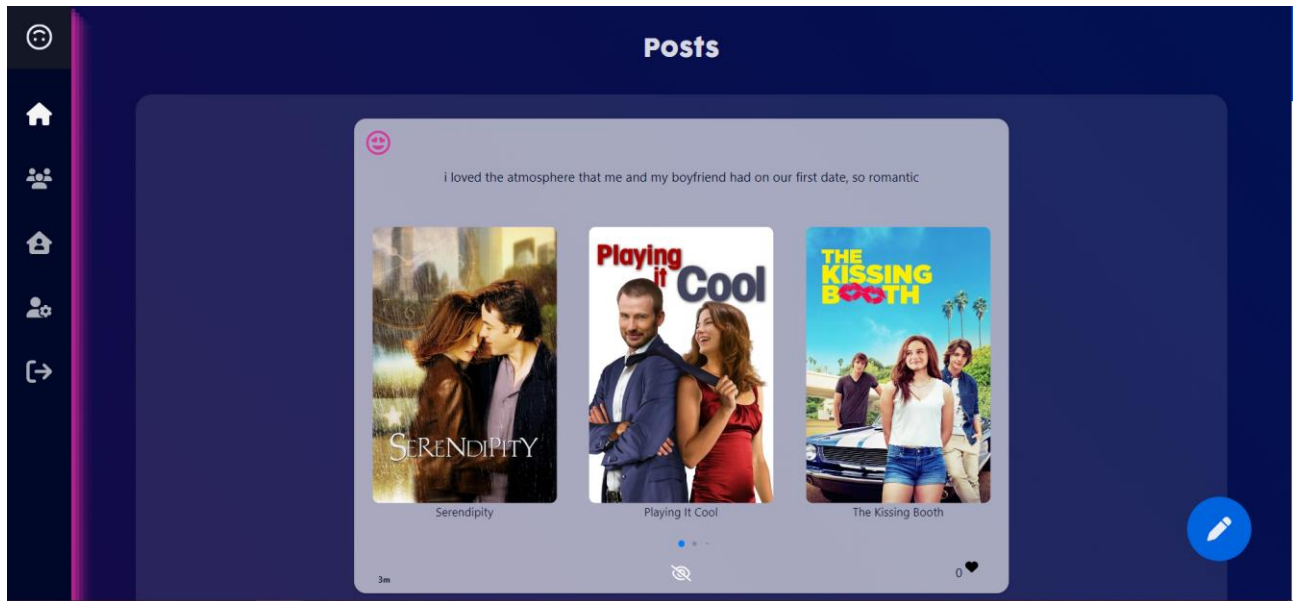 Posts
i loved the atmosphere that me and my boyfriend had on our first date, so romantic
SERENDIPITY
Playing
it Cool
THE
KISSING
BOOTH
Serendipity
Playing It Cool
The Kissing Booth
3m
0